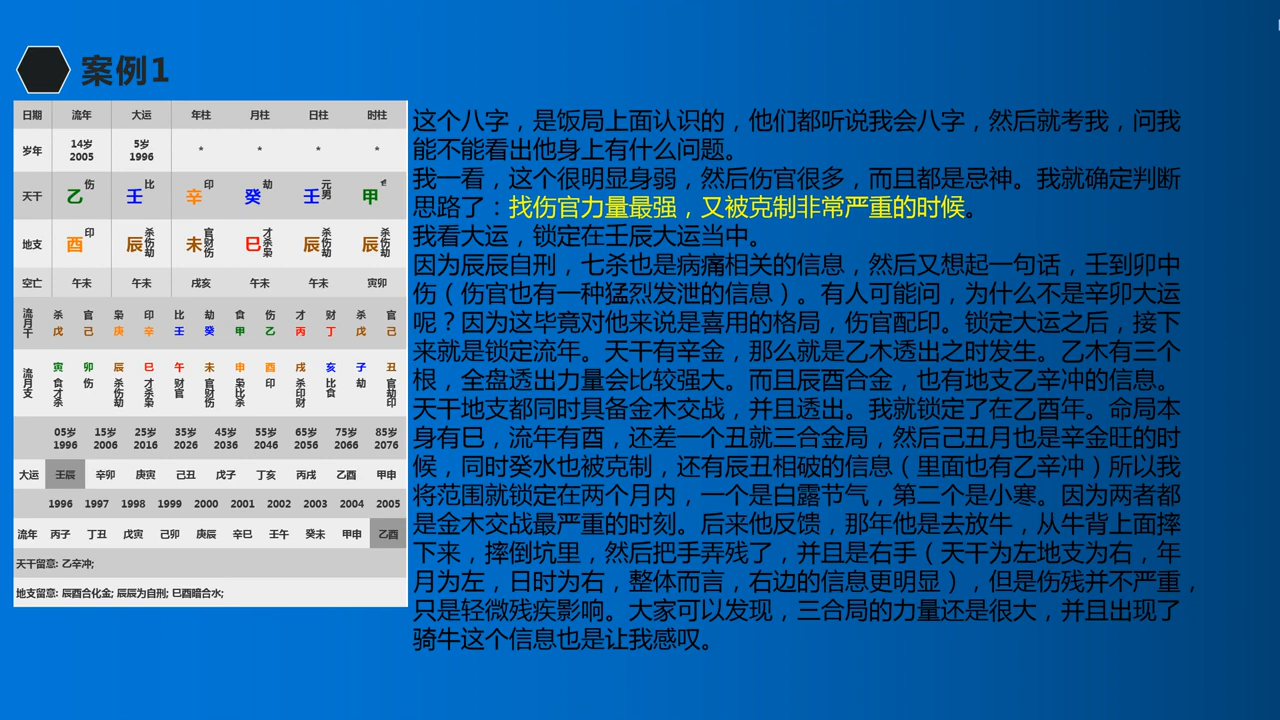 案例1
日期 流年 大运 年柱 月柱 日柱 时柱
岁年 14岁 2005 5岁 1996 * * * *
天干 乙 伤 壬 比 辛 印 癸 劫 壬 元男 甲
地支 酉 印 辰 杀伤劫 未 官财伤 巳 才杀枭 辰 杀伤劫 辰 杀伤劫
空亡 午未 午未 戌亥 午未 午未 寅卯
流月干 杀 官 枭 印 比 劫 食 伤 才 财 杀 官
戊 己 庚 辛 壬 癸 甲 乙 丙 丁 戊 己
流月支 寅 卯 辰 巳 午 未 申 酉 戌 亥 子 丑
食才杀 伤 杀伤劫 才杀枭 财官 官财伤 枭比杀 印 杀印财 比食 劫 官劫印
05岁 15岁 25岁 35岁 45岁 55岁 65岁 75岁 85岁
1996 2006 2016 2026 2036 2046 2056 2066 2076
大运 壬辰 辛卯 庚寅 己丑 戊子 丁亥 丙戌 乙酉 甲申
1996 1997 1998 1999 2000 2001 2002 2003 2004 2005
流年 丙子 丁丑 戊寅 己卯 庚辰 辛巳 壬午 癸未 甲申 乙酉
天干留意: 乙辛冲;
地支留意: 辰酉合化金; 辰辰为自刑; 巳酉暗合水;
这个八字，是饭局上面认识的，他们都听说我会八字，然后就考我，问我
能不能看出他身上有什么问题。
我一看，这个很明显身弱，然后伤官很多，而且都是忌神。我就确定判断
思路了：找伤官力量最强，又被克制非常严重的时候。
我看大运，锁定在壬辰大运当中。
因为辰辰自刑，七杀也是病痛相关的信息，然后又想起一句话，壬到卯中
伤（伤官也有一种猛烈发泄的信息）。有人可能问，为什么不是辛卯大运
呢？因为这毕竟对他来说是喜用的格局，伤官配印。锁定大运之后，接下
来就是锁定流年。天干有辛金，那么就是乙木透出之时发生。乙木有三个
根，全盘透出力量会比较强大。而且辰酉合金，也有地支乙辛冲的信息。
天干地支都同时具备金木交战，并且透出。我就锁定了在乙酉年。命局本
身有巳，流年有酉，还差一个丑就三合金局，然后己丑月也是辛金旺的时
候，同时癸水也被克制，还有辰丑相破的信息（里面也有乙辛冲）所以我
将范围就锁定在两个月内，一个是白露节气，第二个是小寒。因为两者都
是金木交战最严重的时刻。后来他反馈，那年他是去放牛，从牛背上面摔
下来，摔倒坑里，然后把手弄残了，并且是右手（天干为左地支为右，年
月为左，日时为右，整体而言，右边的信息更明显），但是伤残并不严重，
只是轻微残疾影响。大家可以发现，三合局的力量还是很大，并且出现了
骑牛这个信息也是让我感叹。